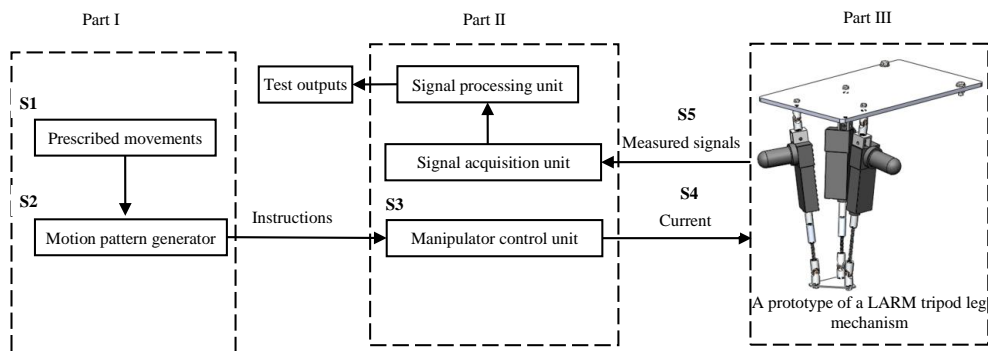 Part I
Part II
Part III
Test outputs
Signal processing unit
S1
Prescribed movements
Signal acquisition unit
S5
Measured signals
S2
Motion pattern generator
Instructions
S3
Manipulator control unit
S4
Current
A prototype of a LARM tripod leg
mechanism